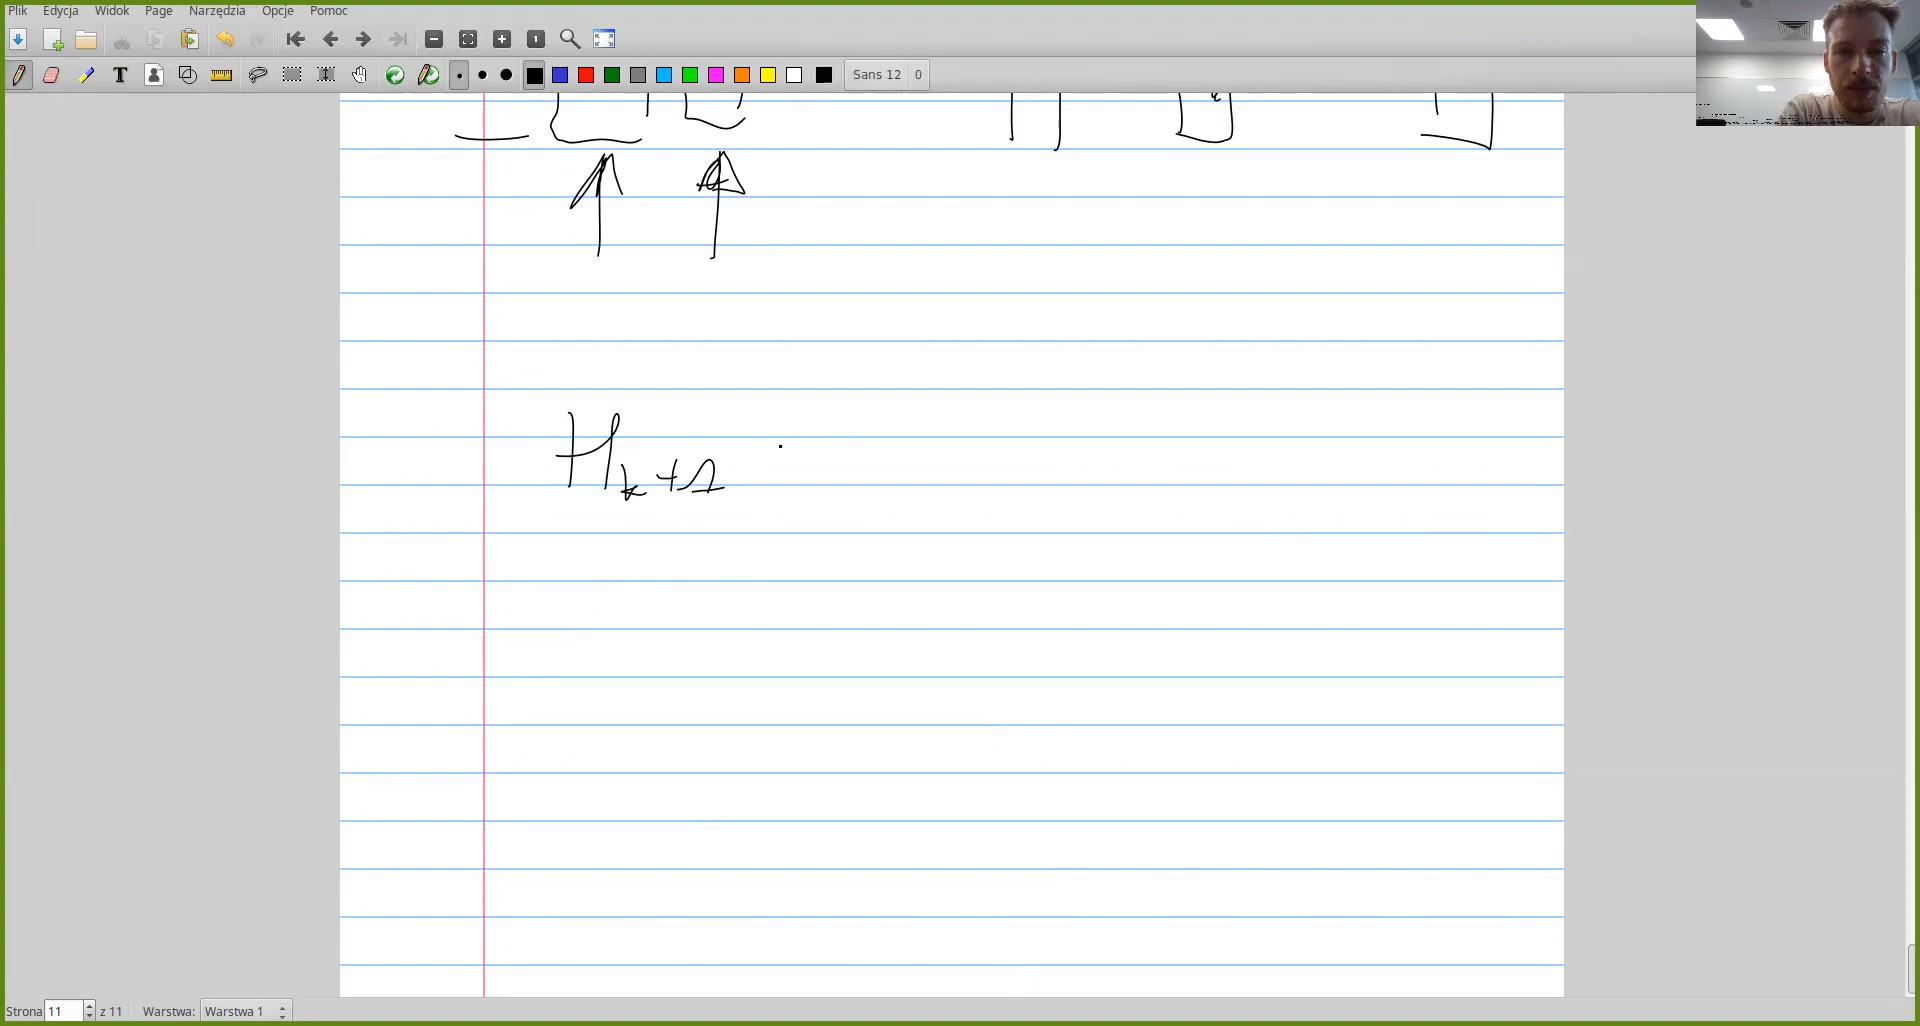 Plik Edycja Widok Page Narzędzia Opcje Pomoc
T Sans 12 0
H_{k+1}
Strona 11 z 11 Warstwa: Warstwa 1